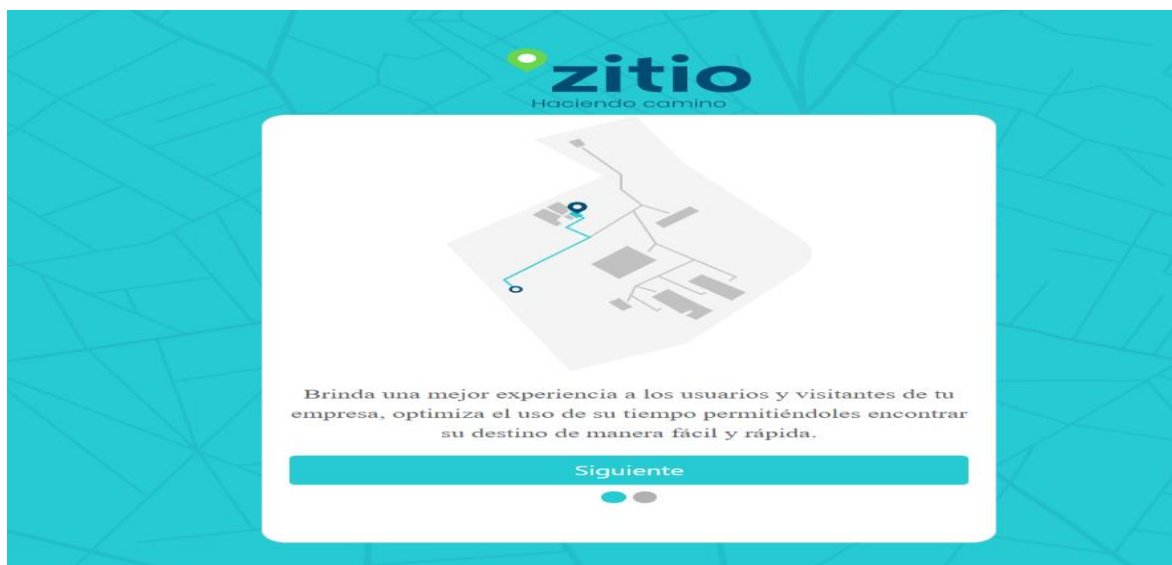 zitio
Haciendo camino
Brinda una mejor experiencia a los usuarios y visitantes de tu
empresa, optimiza el uso de su tiempo permitiéndoles encontrar
su destino de manera fácil y rápida.
Siguiente